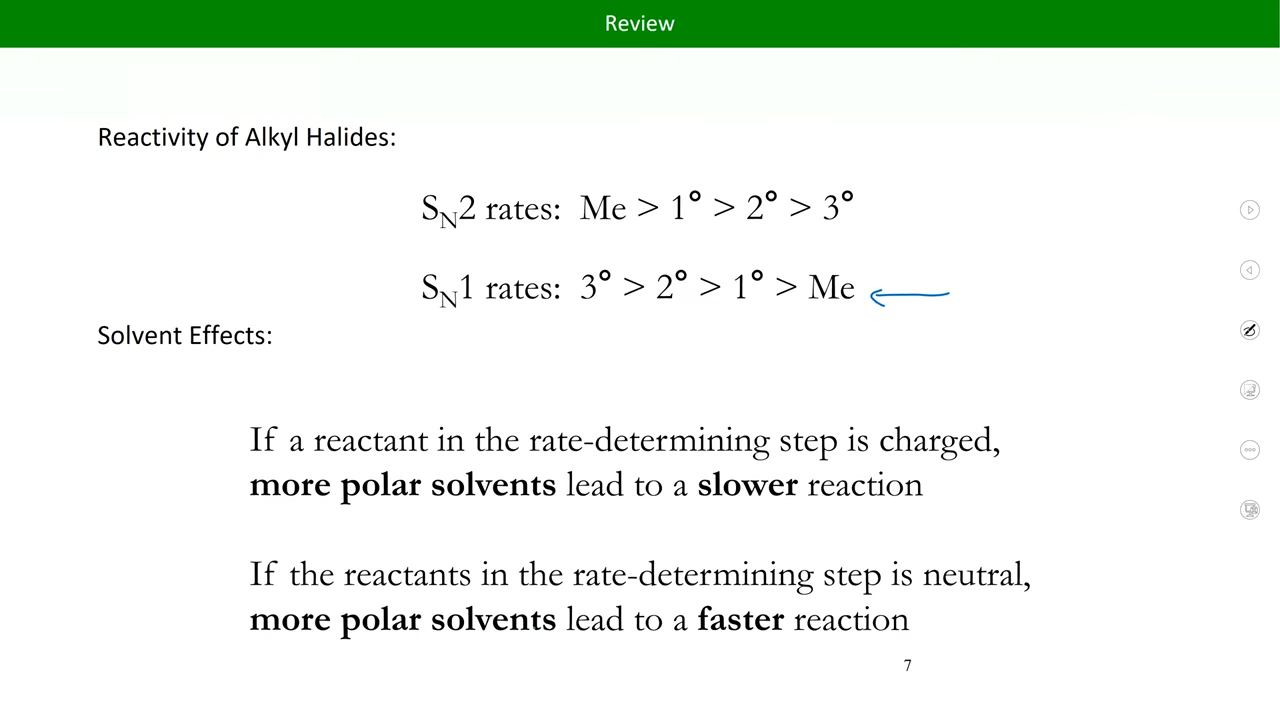 Review
Reactivity of Alkyl Halides:
S_N2 rates:  Me > 1° > 2° > 3°
S_N1 rates:  3° > 2° > 1° > Me
Solvent Effects:
If a reactant in the rate-determining step is charged,
more polar solvents lead to a slower reaction
If the reactants in the rate-determining step is neutral,
more polar solvents lead to a faster reaction
7